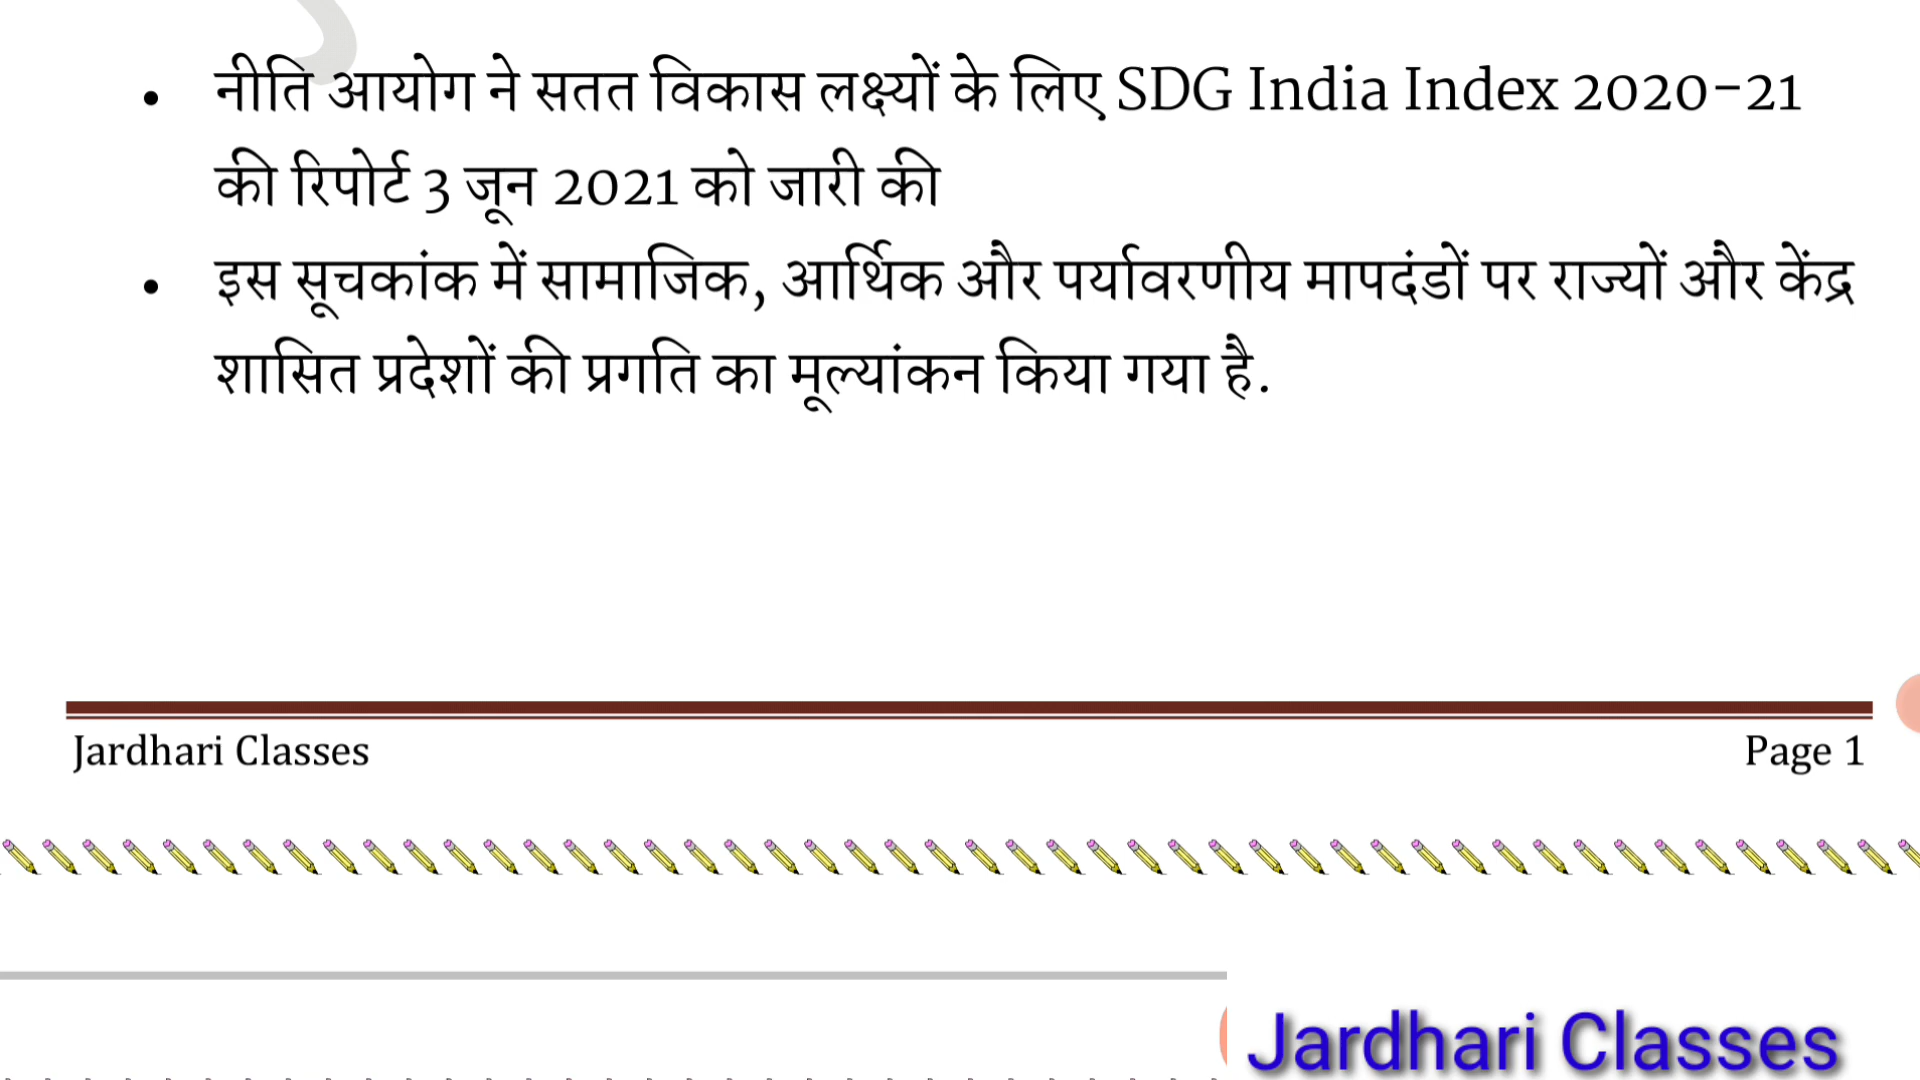 • नीति आयोग ने सतत विकास लक्ष्यों के लिए SDG India Index 2020-21
की रिपोर्ट 3 जून 2021 को जारी की
• इस सूचकांक में सामाजिक, आर्थिक और पर्यावरणीय मापदंडों पर राज्यों और केंद्र
शासित प्रदेशों की प्रगति का मूल्यांकन किया गया है.
Jardhari Classes Page 1
Jardhari Classes